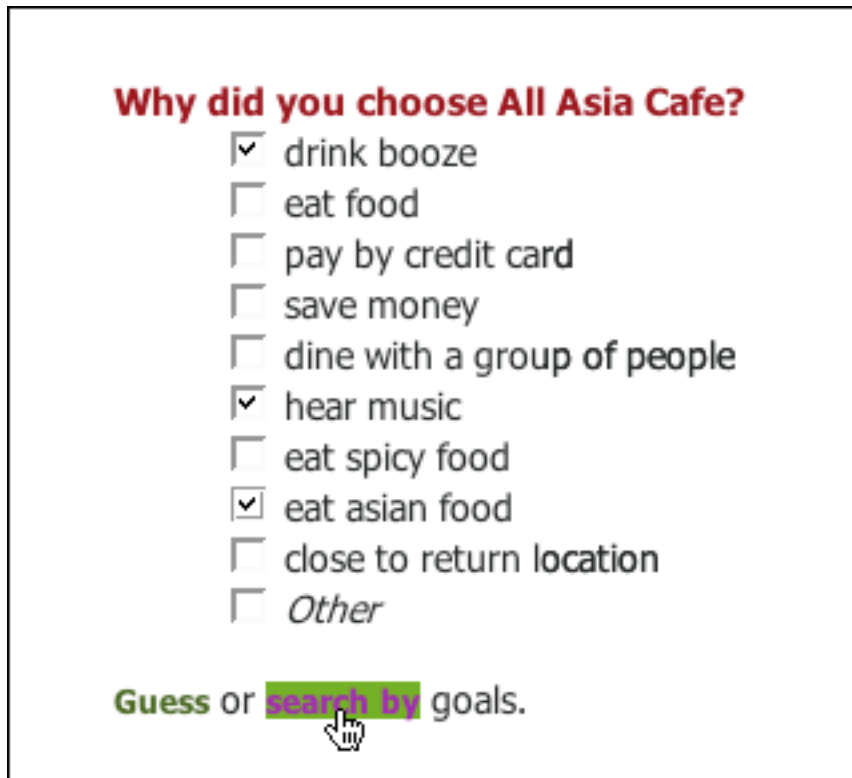 Why did you choose All Asia Cafe?
drink booze
eat food
pay by credit card
save money
dine with a group of people
hear music
eat spicy food
eat asian food
close to return location
Other
Guess or search by goals.